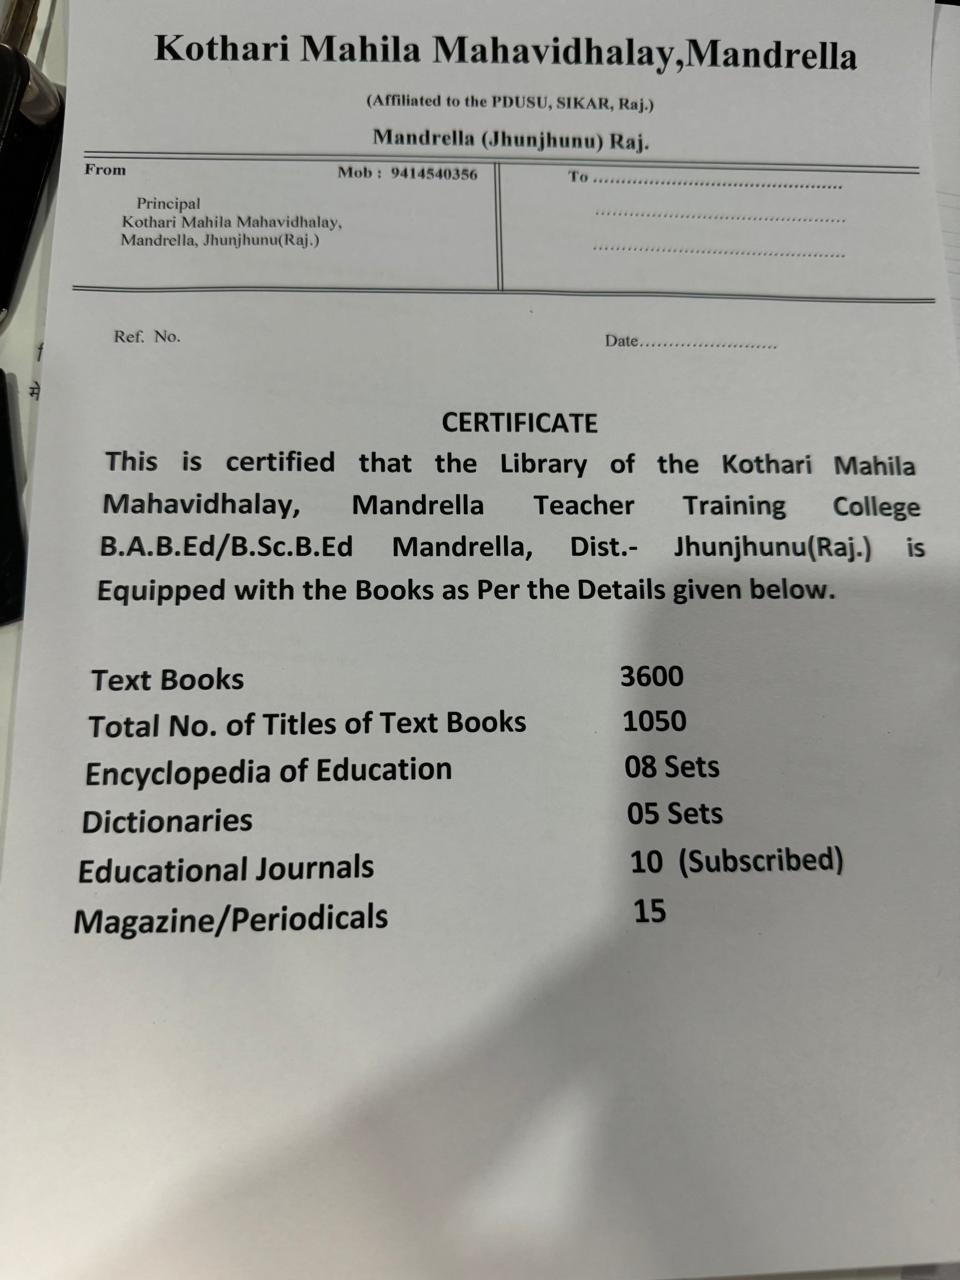 Kothari Mahila Mahavidhalay,Mandrella
(Affiliated to the PDUSU, SIKAR, Raj.)
Mandrella (Jhunjhunu) Raj.
From Mob : 9414540356
Principal
Kothari Mahila Mahavidhalay,
Mandrella, Jhunjhunu(Raj.)
To ..........................................
..........................................
..........................................
Ref. No. Date.......................
CERTIFICATE
This is certified that the Library of the Kothari Mahila
Mahavidhalay, Mandrella Teacher Training College
B.A.B.Ed/B.Sc.B.Ed Mandrella, Dist.- Jhunjhunu(Raj.) is
Equipped with the Books as Per the Details given below.
Text Books 3600
Total No. of Titles of Text Books 1050
Encyclopedia of Education 08 Sets
Dictionaries 05 Sets
Educational Journals 10 (Subscribed)
Magazine/Periodicals 15
में